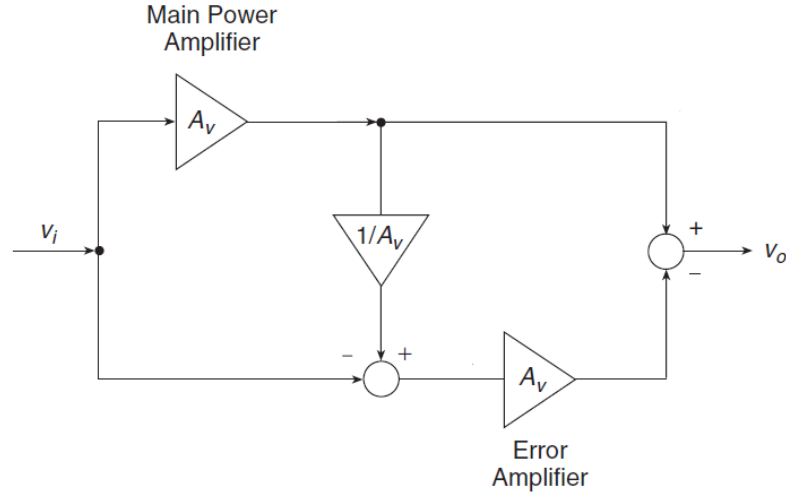 Main Power
Amplifier
Av
vi
1/Av
+
−
vo
−
+
Av
Error
Amplifier